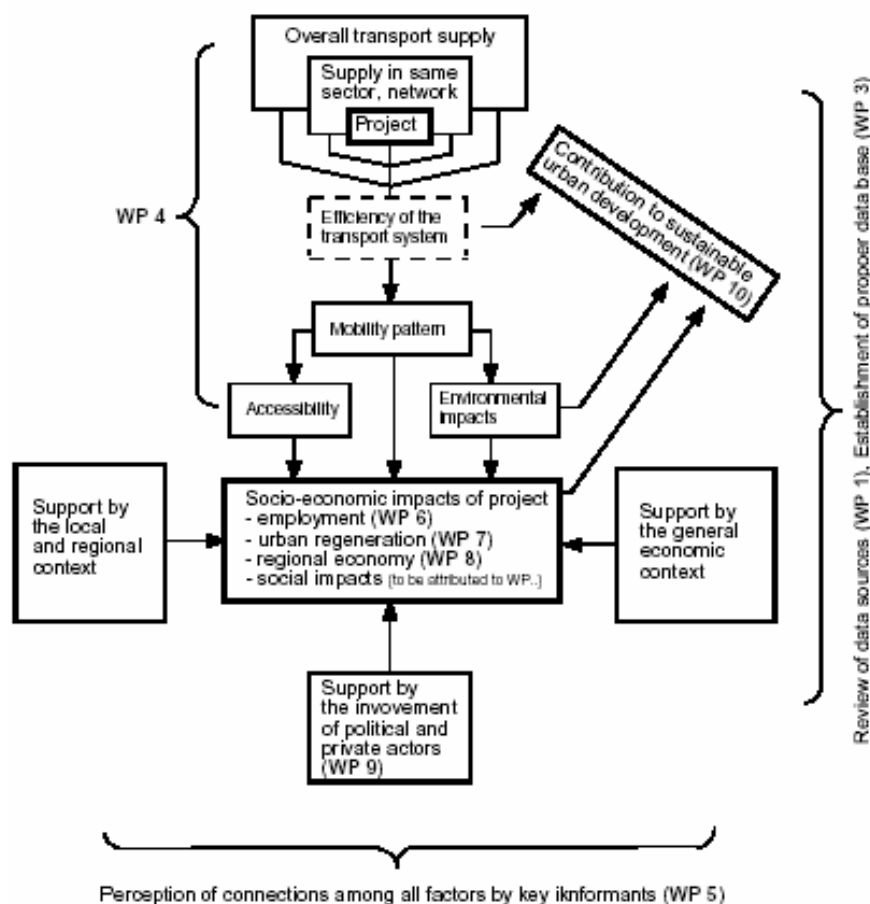 Overall transport supply
Supply in same
sector, network
Project
Contribution to sustainable
urban development (WP 10)
WP 4
Efficiency of the
transport system
Mobility pattern
Accessibility
Environmental
impacts
Support by
the local
and regional
context
Socio-economic impacts of project
- employment (WP 6)
- urban regeneration (WP 7)
- regional economy (WP 8)
- social impacts (to be attributed to WP..)
Support by
the general
economic
context
Support by
the invovement
of political and
private actors
(WP 9)
Review of data sources (WP 1), Establishment of propoer data base (WP 3)
Perception of connections among all factors by key iknformants (WP 5)